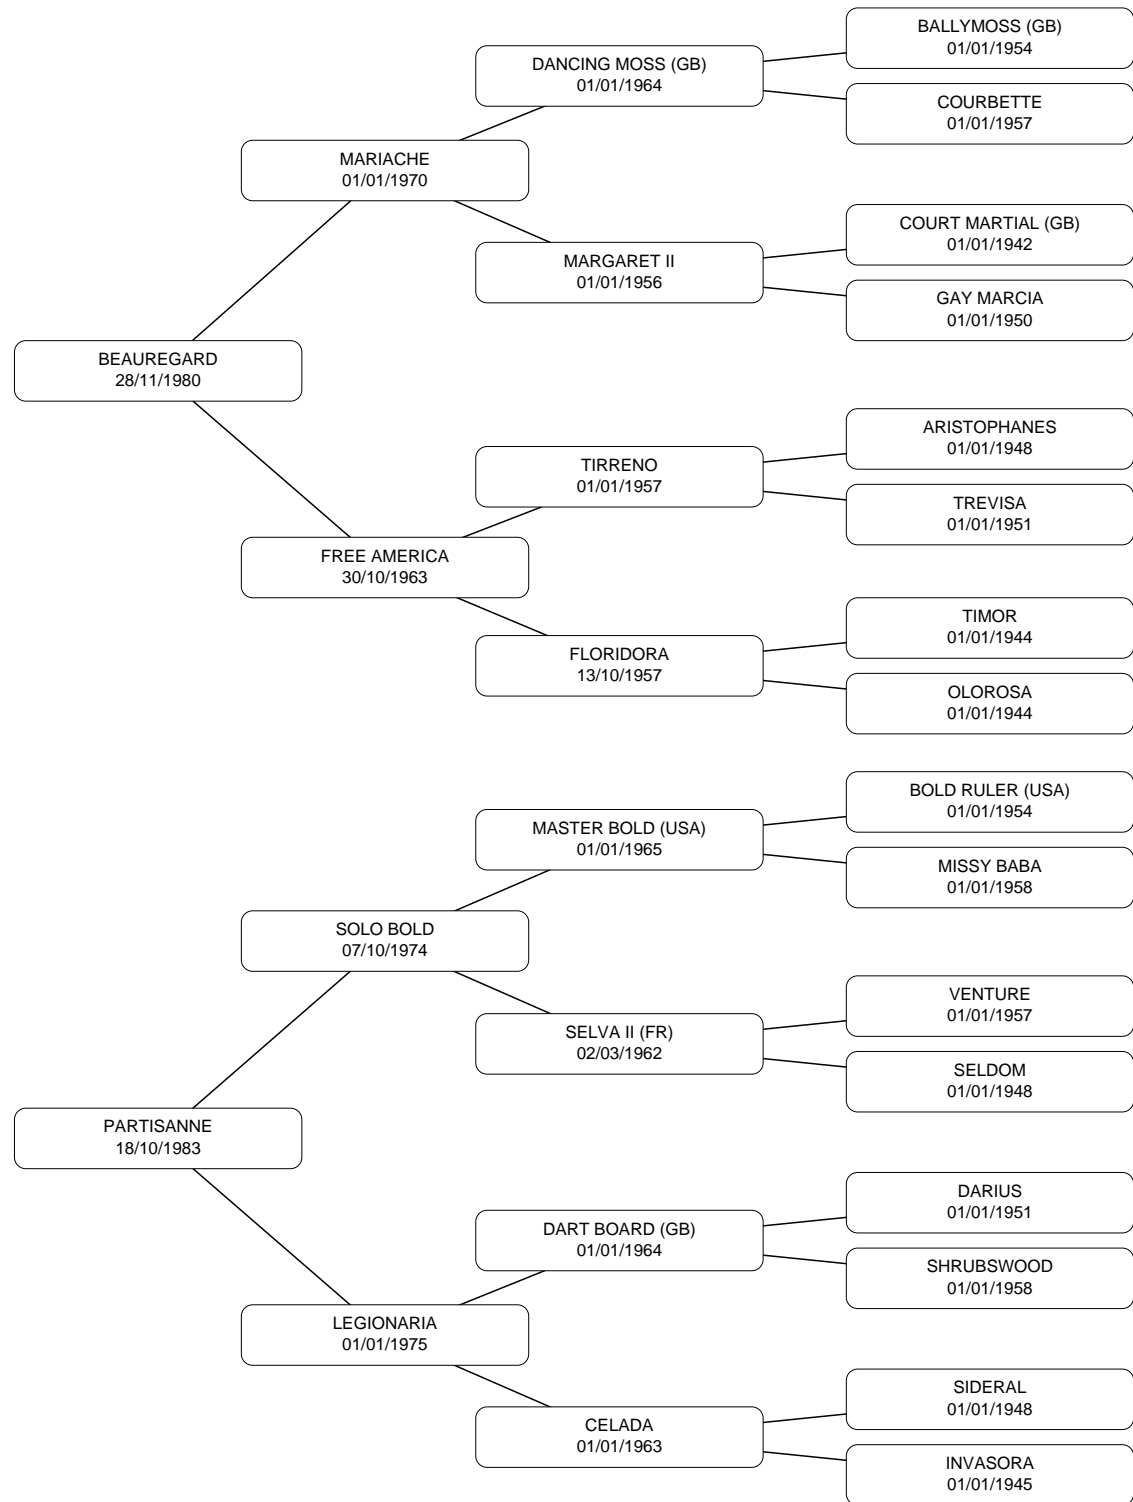 BALLYMOSS (GB)
01/01/1954
DANCING MOSS (GB)
01/01/1964
COURBETTE
01/01/1957
MARIACHE
01/01/1970
COURT MARTIAL (GB)
01/01/1942
MARGARET II
01/01/1956
GAY MARCIA
01/01/1950
BEAUREGARD
28/11/1980
ARISTOPHANES
01/01/1948
TIRRENO
01/01/1957
TREVISA
01/01/1951
FREE AMERICA
30/10/1963
TIMOR
01/01/1944
FLORIDORA
13/10/1957
OLOROSA
01/01/1944
BOLD RULER (USA)
01/01/1954
MASTER BOLD (USA)
01/01/1965
MISSY BABA
01/01/1958
SOLO BOLD
07/10/1974
VENTURE
01/01/1957
SELVA II (FR)
02/03/1962
SELDOM
01/01/1948
PARTISANNE
18/10/1983
DARIUS
01/01/1951
DART BOARD (GB)
01/01/1964
SHRUBSWOOD
01/01/1958
LEGIONARIA
01/01/1975
SIDERAL
01/01/1948
CELADA
01/01/1963
INVASORA
01/01/1945